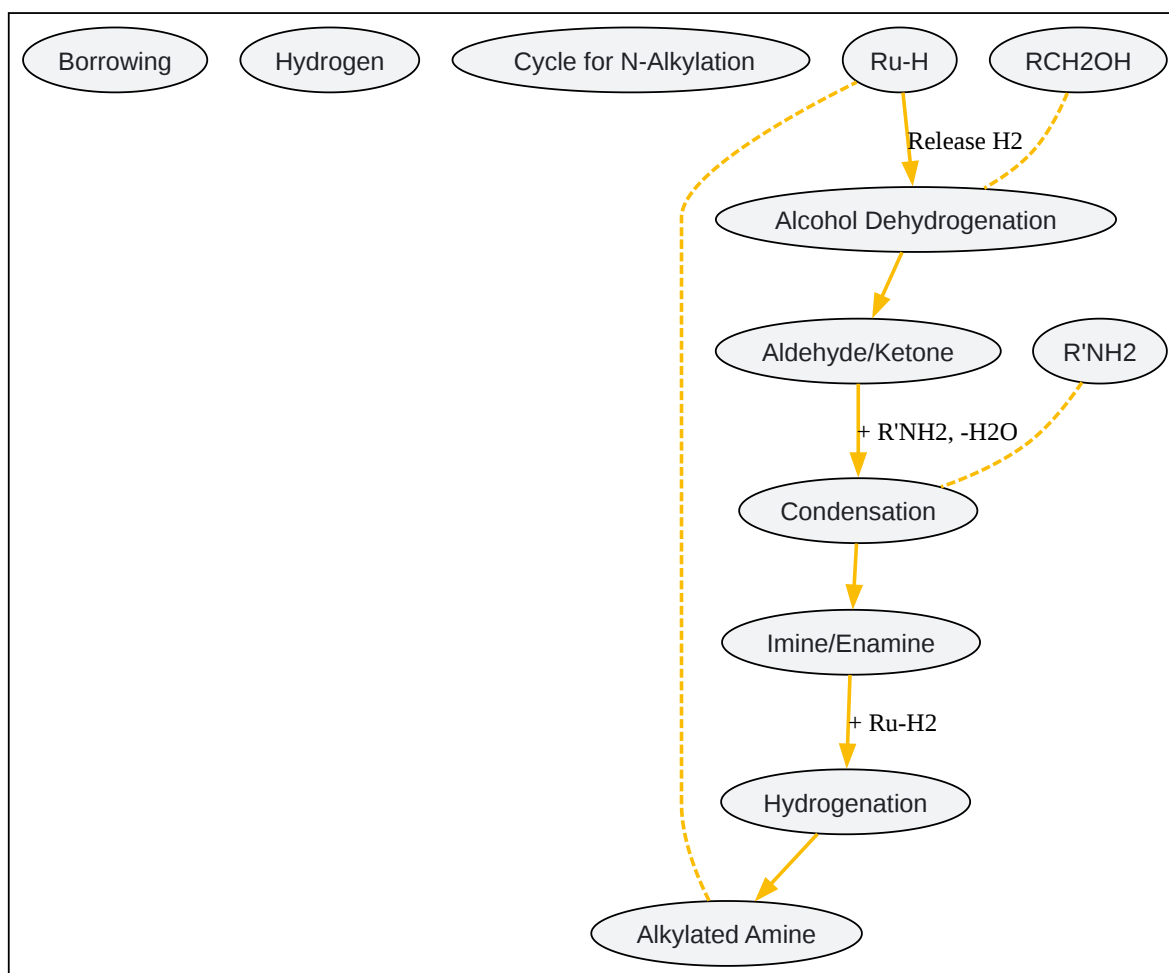 Borrowing
Hydrogen
Cycle for N-Alkylation
Ru-H
RCH2OH
Release H2
Alcohol Dehydrogenation
Aldehyde/Ketone
R'NH2
+ R'NH2, -H2O
Condensation
Imine/Enamine
+ Ru-H2
Hydrogenation
Alkylated Amine